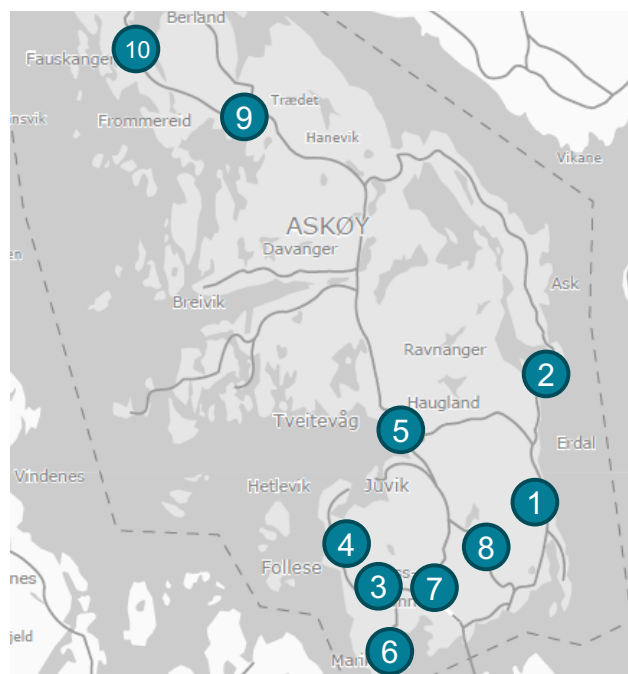 Berland
10
Fauskanger
Trædet
9
Frommereid
Hanevik
Vikane
ASKØY
Davanger
Ask
Breivik
Ravnanger
2
Haugland
Tveitevåg
5
Erdal
Vindenes
Hetlevik
Juvik
1
4
8
Follese
3
7
6